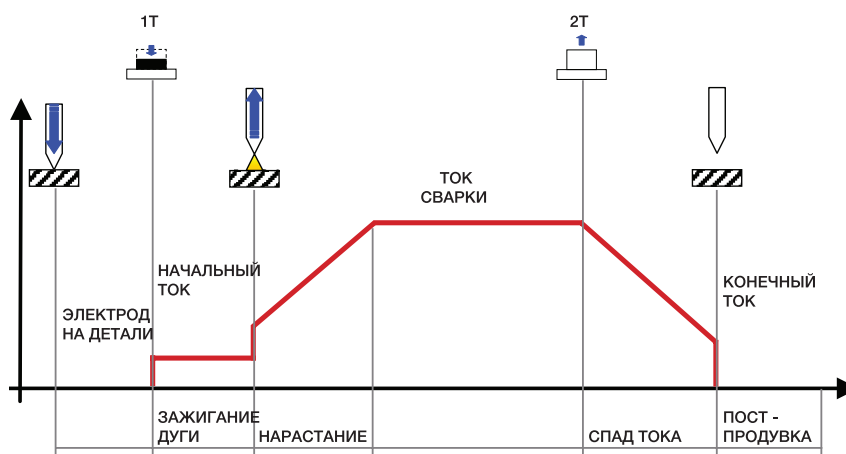 1T
2T
ТОК
СВАРКИ
НАЧАЛЬНЫЙ
ТОК
КОНЕЧНЫЙ
ТОК
ЭЛЕКТРОД
НА ДЕТАЛИ
ЗАЖИГАНИЕ
ДУГИ
НАРАСТАНИЕ
СПАД ТОКА
ПОСТ -
ПРОДУВКА